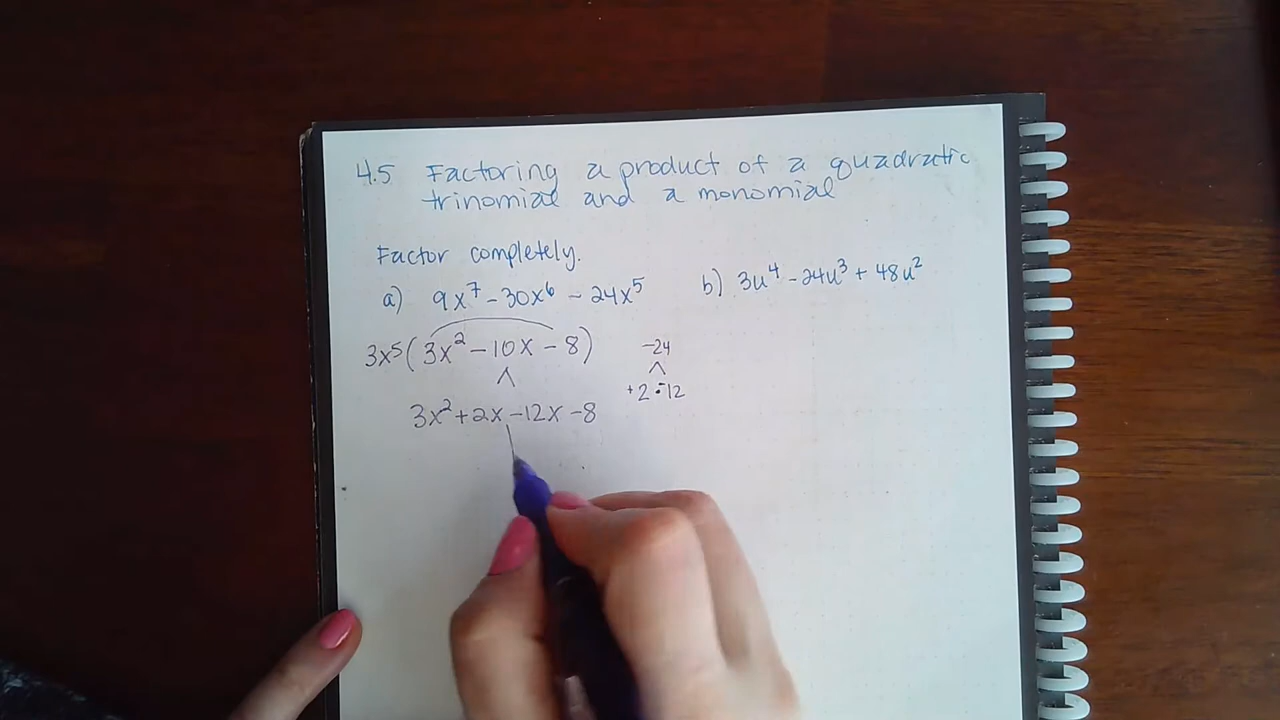 4.5 Factoring a product of a quadratic
trinomial and a monomial
Factor completely.
a) 9x⁷ - 30x⁶ - 24x⁵
b) 3u⁴ - 24u³ + 48u²
3x⁵(3x² - 10x - 8)
-24
∧
+2 · -12
∧
3x² + 2x - 12x - 8